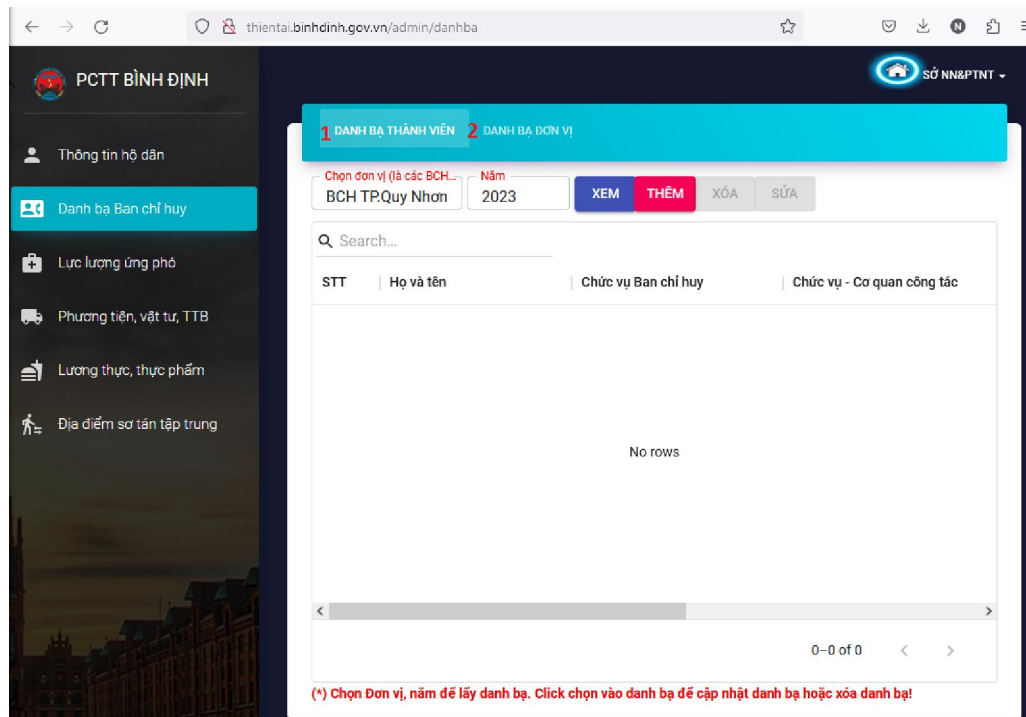 thientai.binhdinh.gov.vn/admin/danhba
N
PCTT BÌNH ĐỊNH
SỞ NN&PTNT
1 DANH BẠ THÀNH VIÊN 2 DANH BẠ ĐƠN VỊ
Thông tin hộ dân
Danh bạ Ban chỉ huy
Lực lượng ứng phó
Phương tiện, vật tư, TTB
Lương thực, thực phẩm
Địa điểm sơ tán tập trung
Chọn đơn vị (là các BCH... Năm
BCH TP.Quy Nhơn 2023 XEM THÊM XÓA SỬA
Search...
STT Họ và tên Chức vụ Ban chỉ huy Chức vụ - Cơ quan công tác
No rows
0–0 of 0
(*) Chọn Đơn vị, năm để lấy danh bạ. Click chọn vào danh bạ để cập nhật danh bạ hoặc xóa danh bạ!